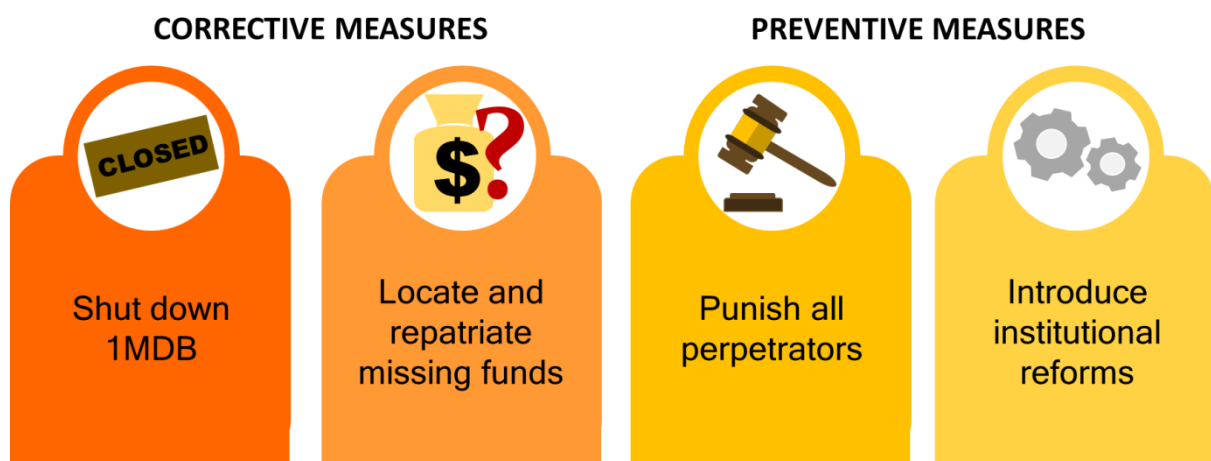 CORRECTIVE MEASURES
PREVENTIVE MEASURES
CLOSED
$?
Shut down
1MDB
Locate and
repatriate
missing funds
Punish all
perpetrators
Introduce
institutional
reforms